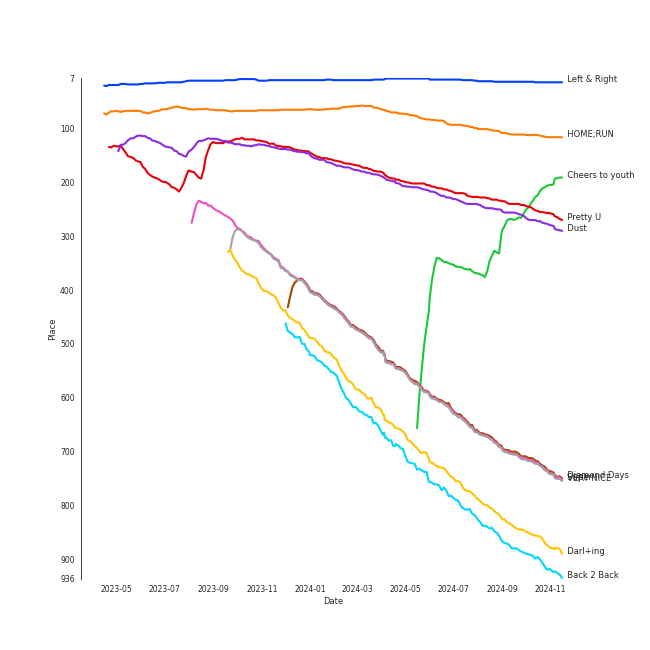 7
Left & Right
100
HOME;RUN
Cheers to youth
200
Pretty U
Dust
300
Place
400
500
600
700
Diamond Days
VERY NICE
800
Darl+ing
900
936
Back 2 Back
2023-05
2023-07
2023-09
2023-11
2024-01
2024-03
2024-05
2024-07
2024-09
2024-11
Date